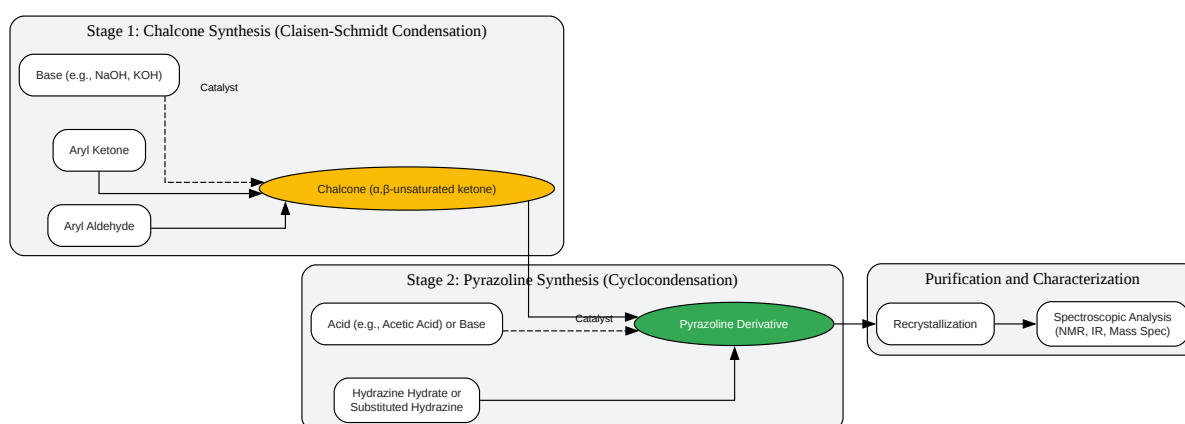 Stage 1: Chalcone Synthesis (Claisen-Schmidt Condensation)
Base (e.g., NaOH, KOH)
Catalyst
Aryl Ketone
Chalcone (α,β-unsaturated ketone)
Aryl Aldehyde
Stage 2: Pyrazoline Synthesis (Cyclocondensation)
Acid (e.g., Acetic Acid) or Base
Catalyst
Pyrazoline Derivative
Hydrazine Hydrate or
Substituted Hydrazine
Purification and Characterization
Recrystallization
Spectroscopic Analysis
(NMR, IR, Mass Spec)